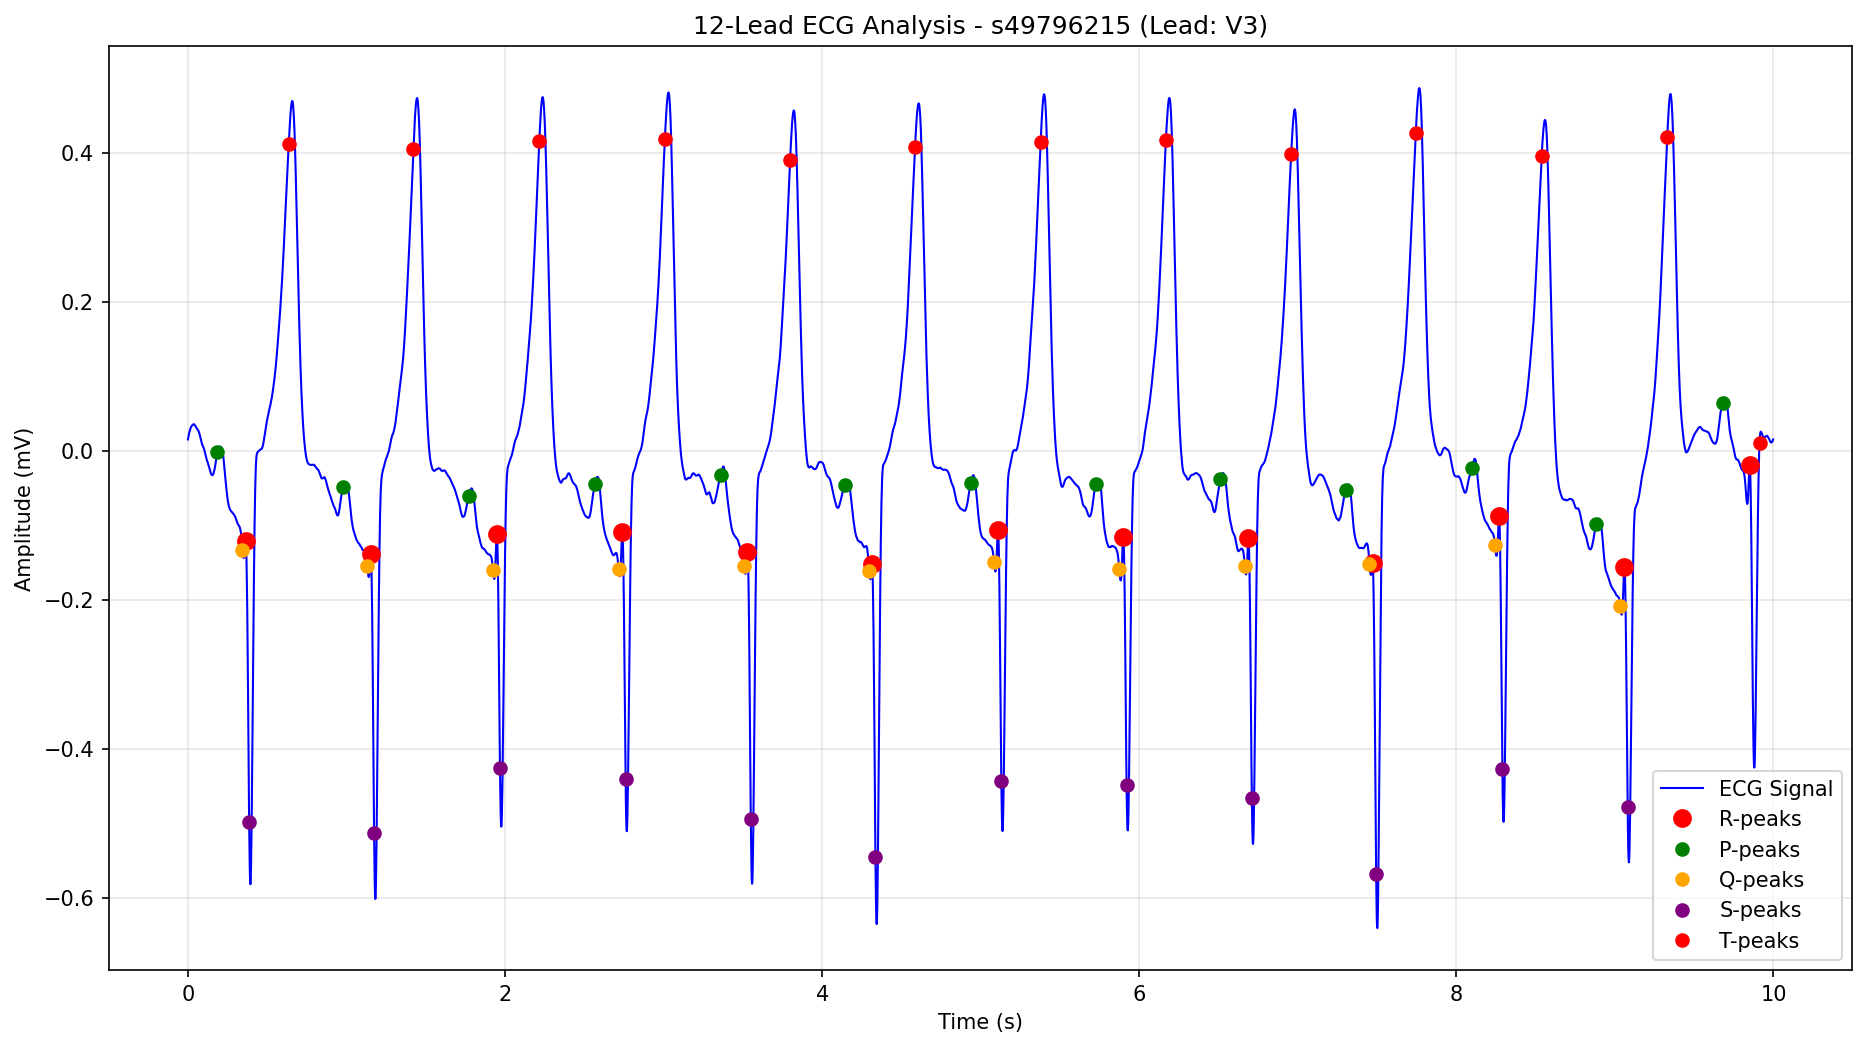 12-Lead ECG Analysis - s49796215 (Lead: V3)
Amplitude (mV)
0.4
0.2
0.0
−0.2
−0.4
−0.6
0 2 4 6 8 10
Time (s)
ECG Signal
R-peaks
P-peaks
Q-peaks
S-peaks
T-peaks